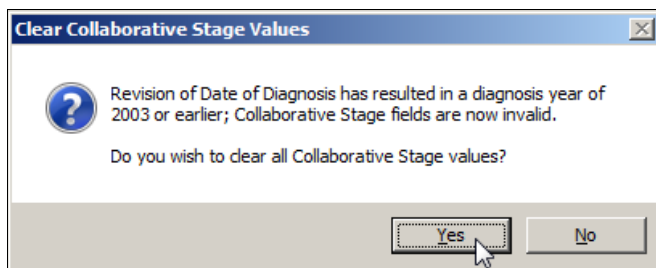 Clear Collaborative Stage Values
Revision of Date of Diagnosis has resulted in a diagnosis year of
2003 or earlier; Collaborative Stage fields are now invalid.
Do you wish to clear all Collaborative Stage values?
Yes
No